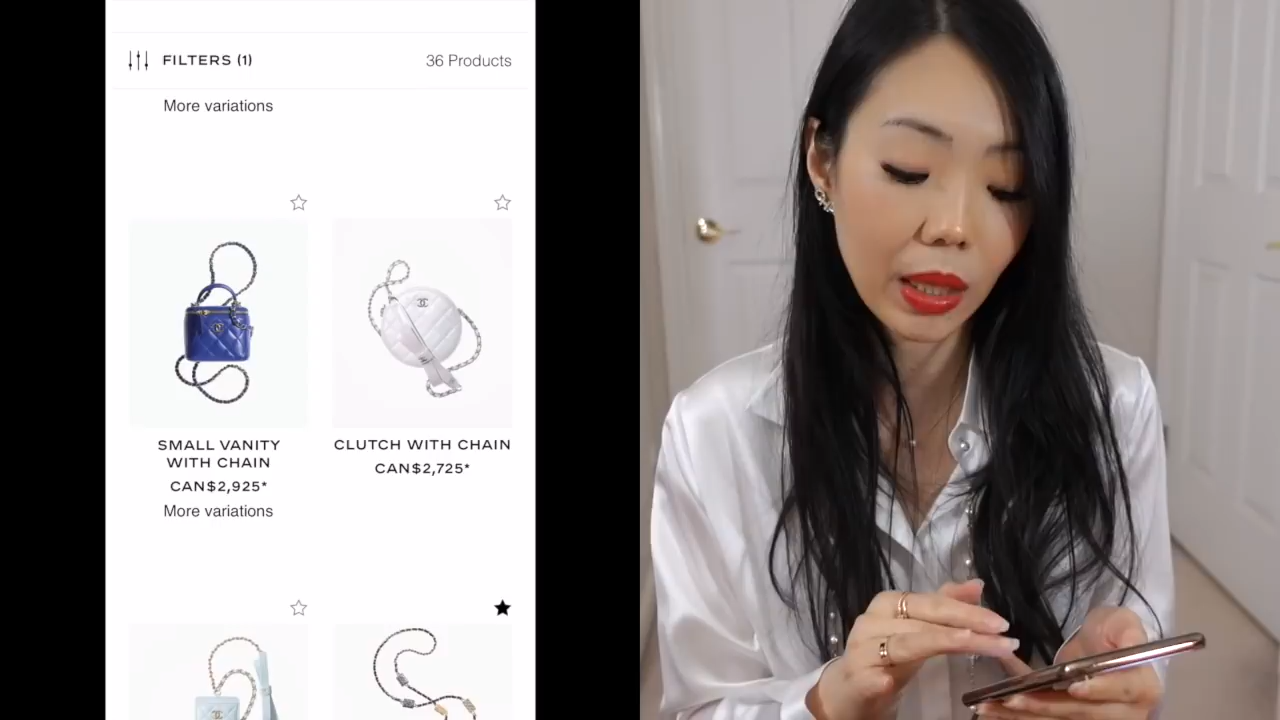 FILTERS (1)
36 Products
More variations
SMALL VANITY
WITH CHAIN
CAN$2,925*
More variations
CLUTCH WITH CHAIN
CAN$2,725*